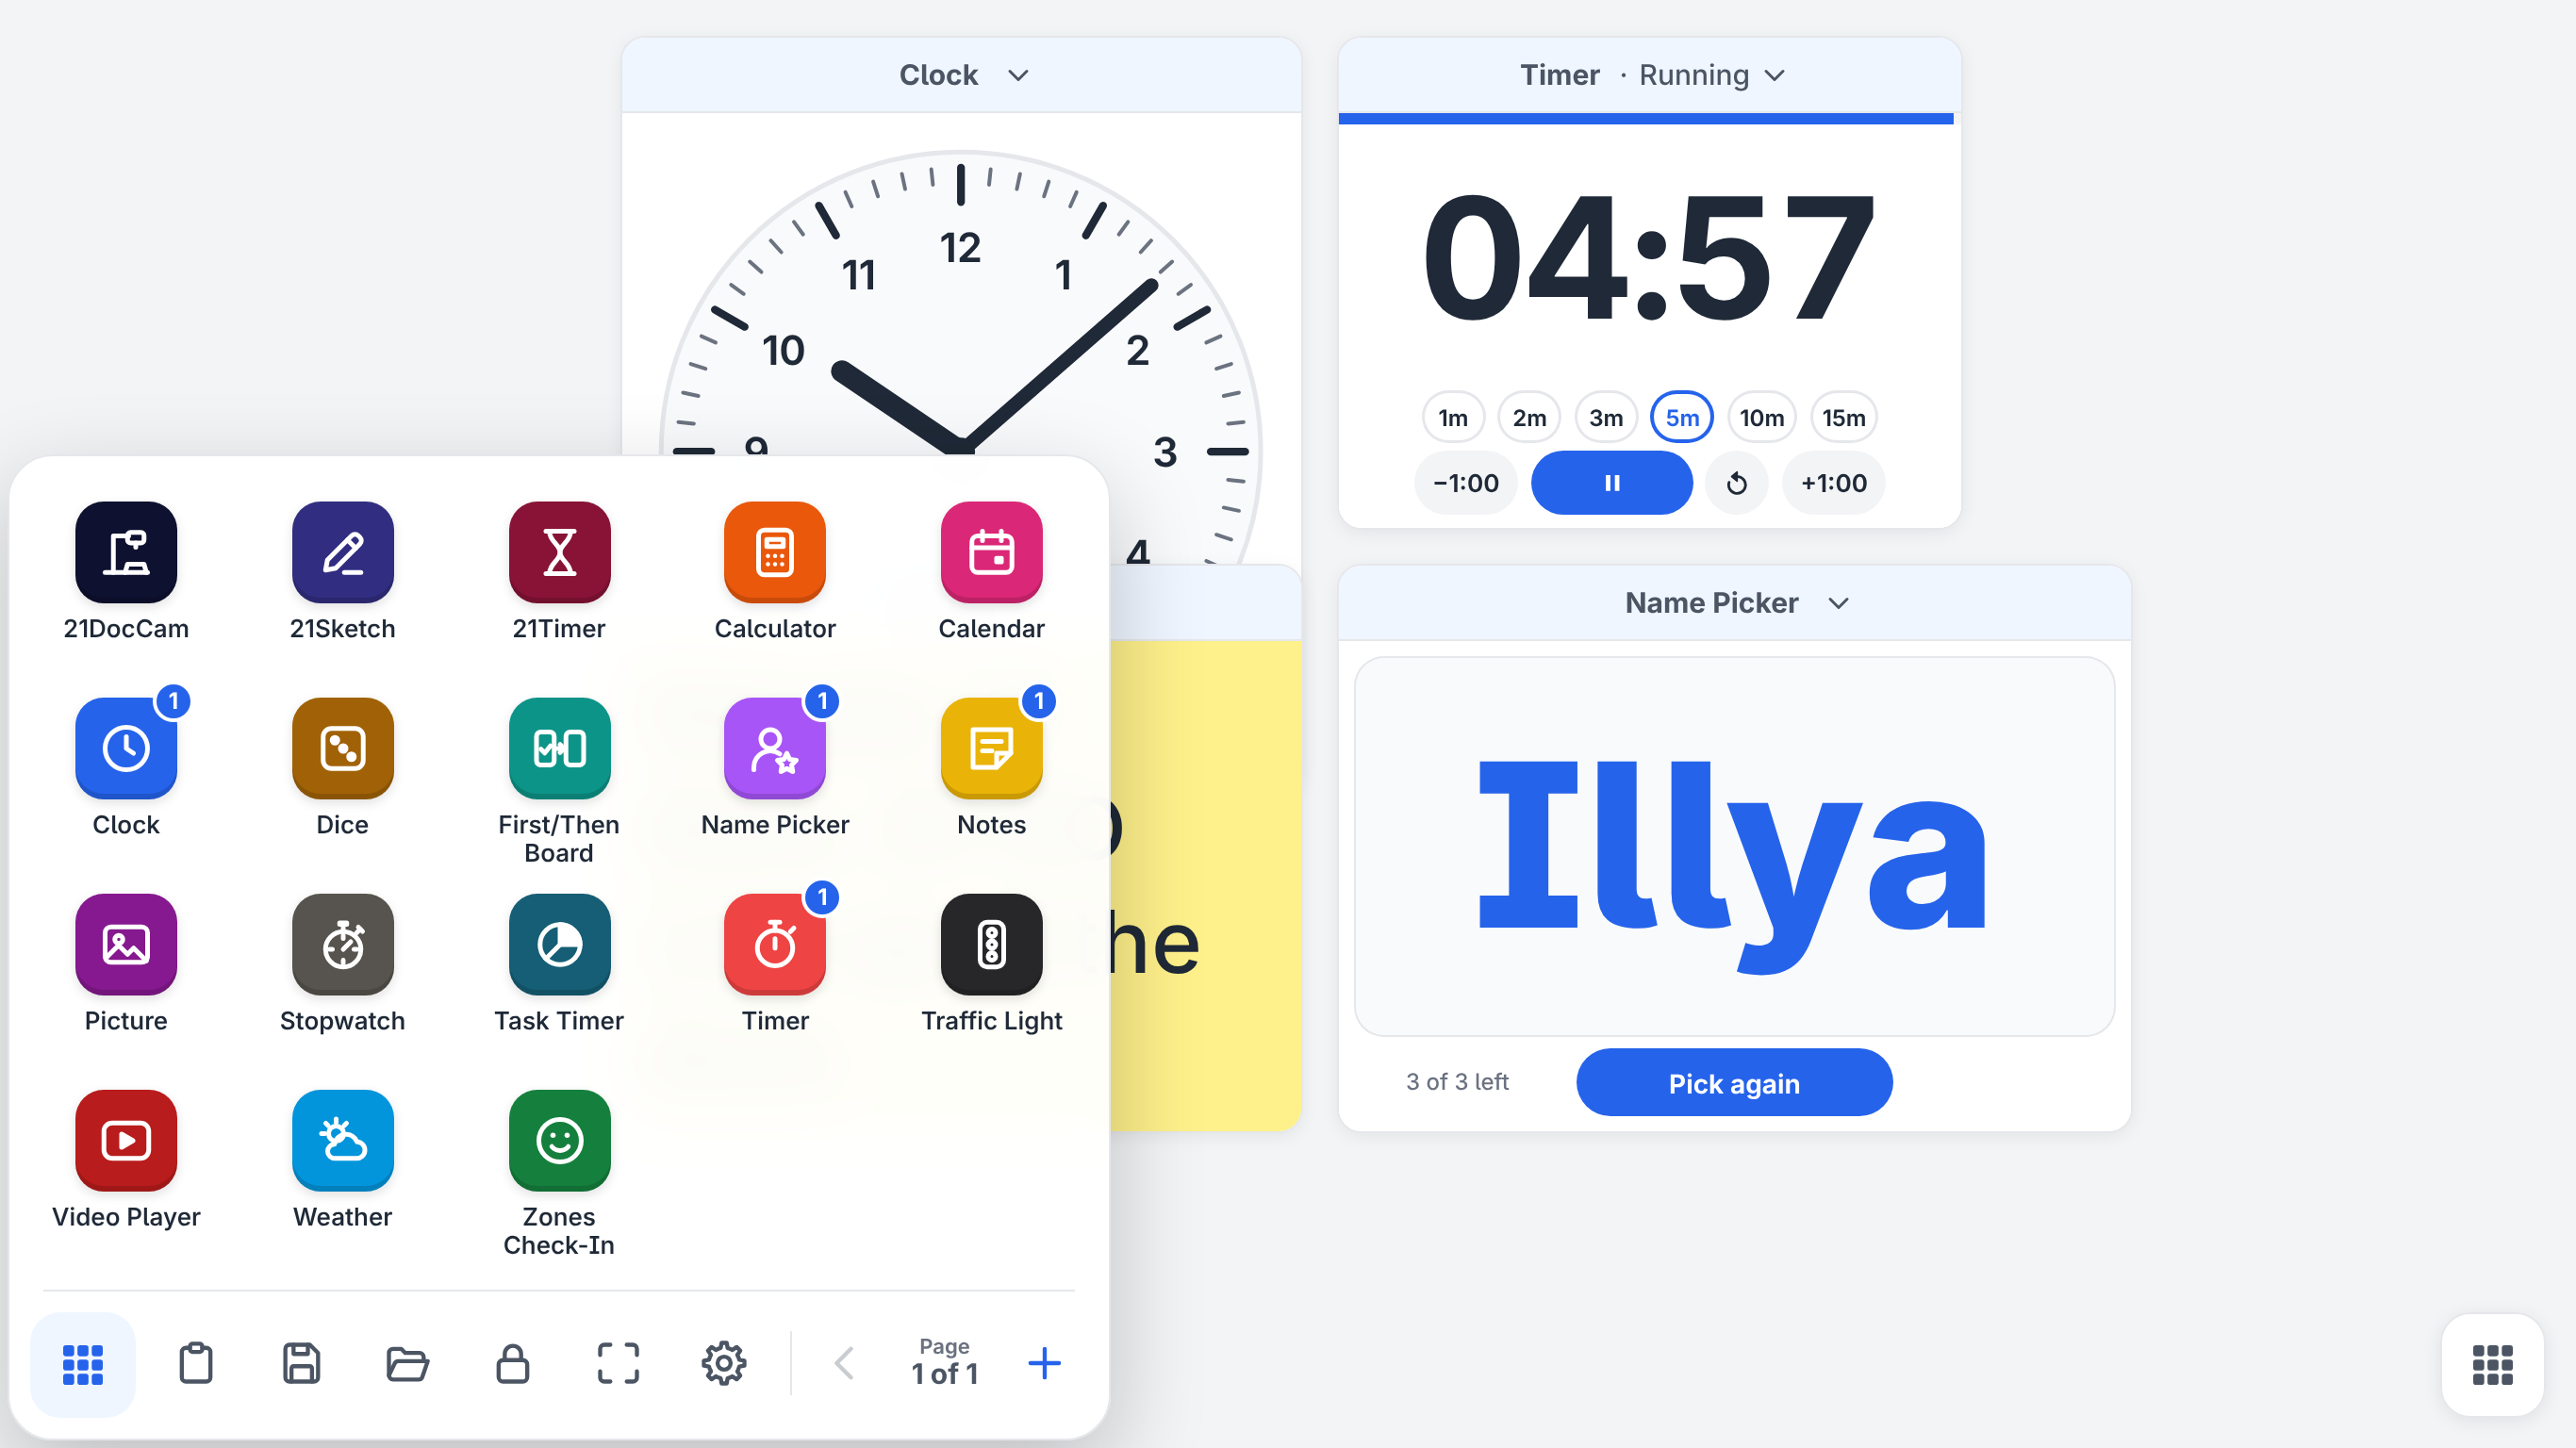 Clock
Timer · Running
12
11
1
10
2
9
3
4
04:57
1m 2m 3m 5m 10m 15m
−1:00 +1:00
21DocCam 21Sketch 21Timer Calculator Calendar
1 1 1
Clock Dice First/Then Name Picker Notes
Board
1
Picture Stopwatch Task Timer Timer Traffic Light
Video Player Weather Zones
Check-In
Page
1 of 1
he
Name Picker
Illya
3 of 3 left Pick again